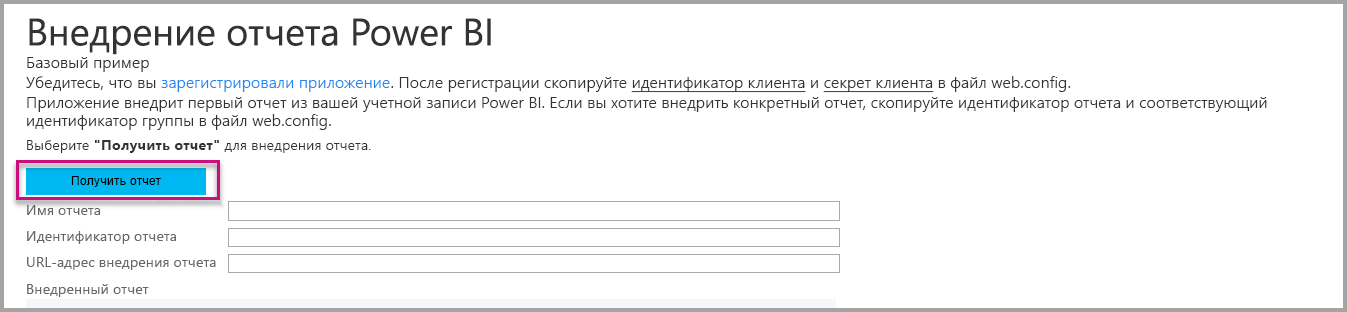 Внедрение отчета Power BI
Базовый пример
Убедитесь, что вы зарегистрировали приложение. После регистрации скопируйте идентификатор клиента и секрет клиента в файл web.config.
Приложение внедрит первый отчет из вашей учетной записи Power BI. Если вы хотите внедрить конкретный отчет, скопируйте идентификатор отчета и соответствующий
идентификатор группы в файл web.config.
Выберите "Получить отчет" для внедрения отчета.
Получить отчет
Имя отчета
Идентификатор отчета
URL-адрес внедрения отчета
Внедренный отчет